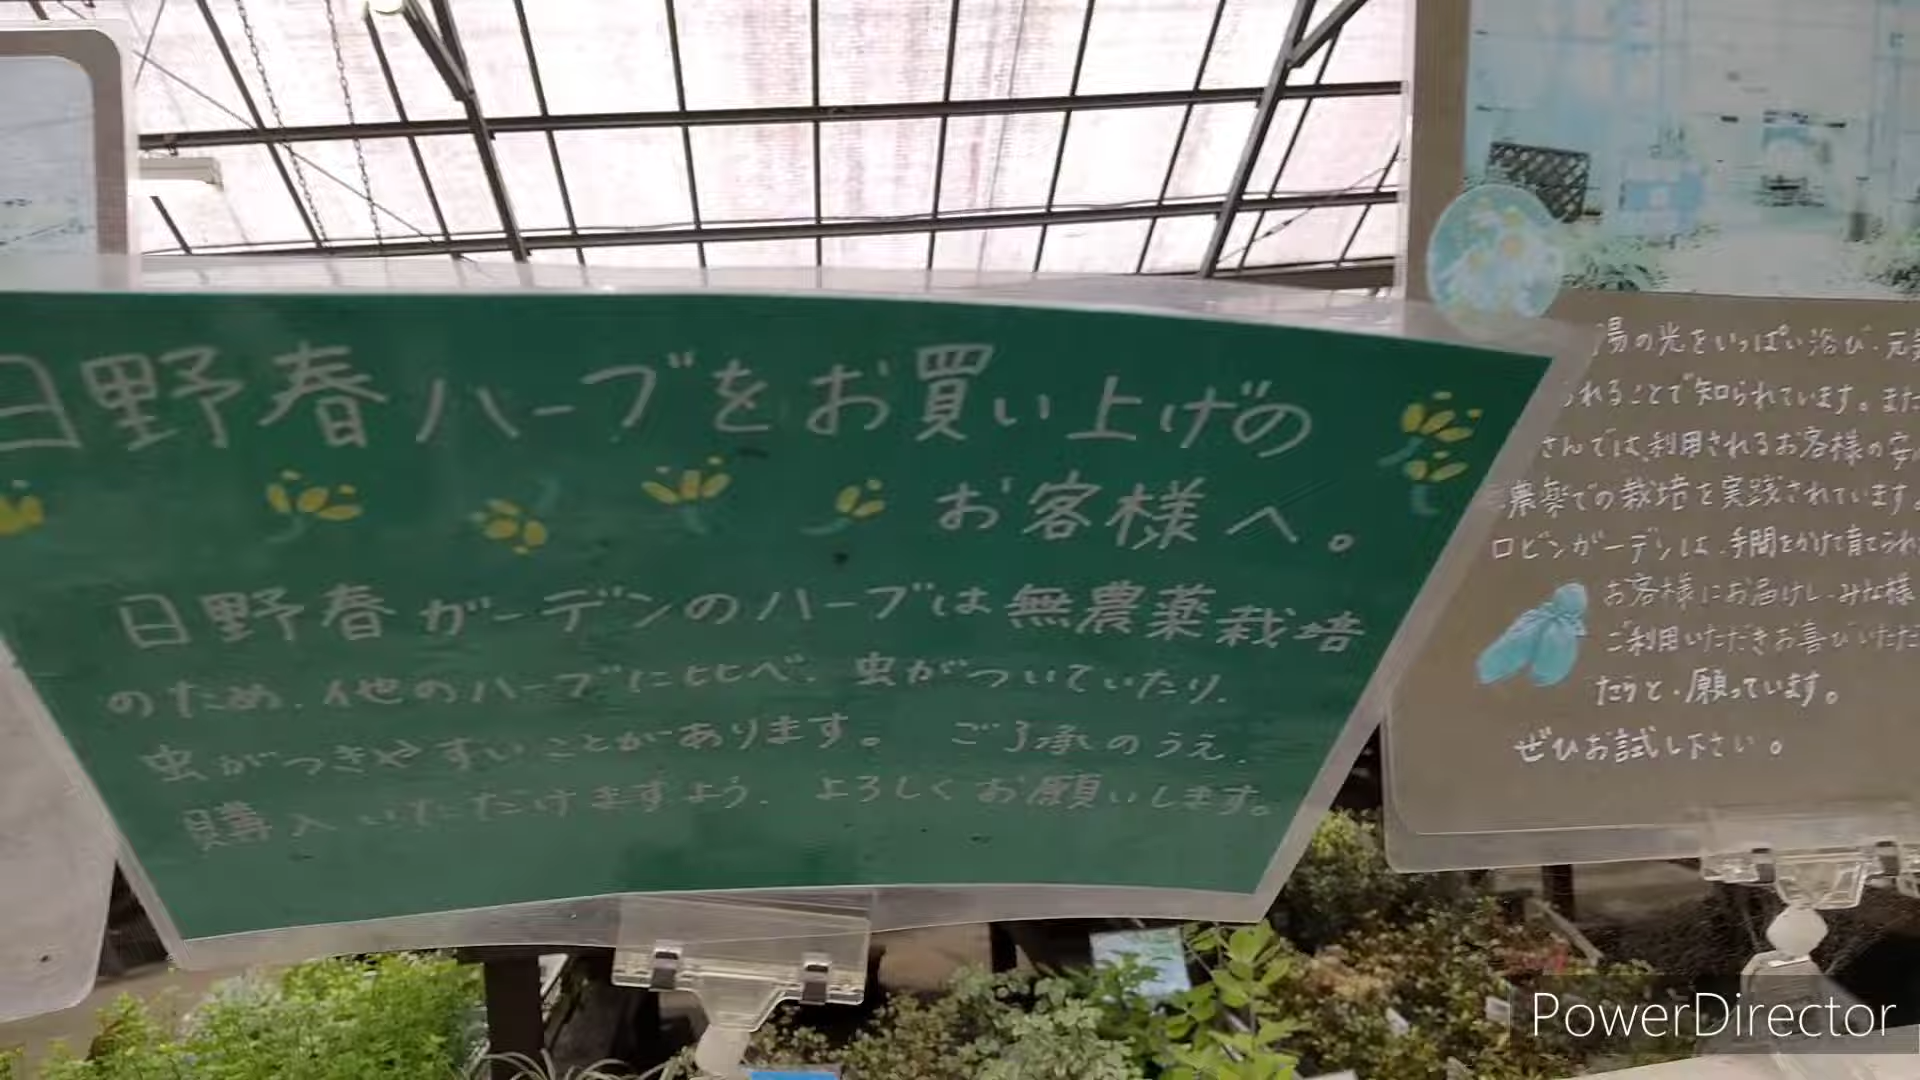 日野春ハーブをお買い上げの
お客様へ。
日野春ガーデンのハーブは無農薬栽培
のため、他のハーブに比べ、虫がついていたり、
虫がつきやすいことがあります。 ご了承のうえ、
購入いただけますよう、よろしくお願いします。
陽の光をいっぱい浴び、元気
られることで知られています。また
さんでは、利用されるお客様の安
農薬での栽培を実践されています。
ロビンガーデンは、手間をかけて育てられ
お客様にお届けし、みな様
ご利用いただきお喜びいただ
たらと、願っています。
ぜひお試し下さい。
PowerDirector